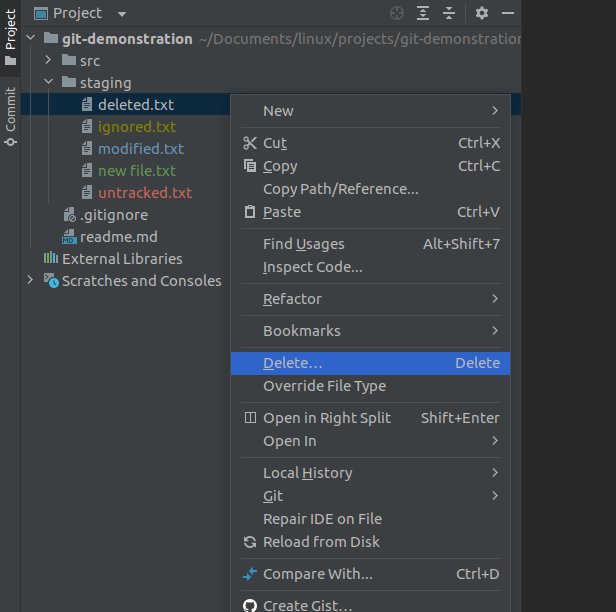 Project
Project
Commit
git-demonstration ~/Documents/linux/projects/git-demonstration
src
staging
deleted.txt
ignored.txt
modified.txt
new file.txt
untracked.txt
.gitignore
MD readme.md
External Libraries
Scratches and Consoles
New
Cut Ctrl+X
Copy Ctrl+C
Copy Path/Reference...
Paste Ctrl+V
Find Usages Alt+Shift+7
Inspect Code...
Refactor
Bookmarks
Delete... Delete
Override File Type
Open in Right Split Shift+Enter
Open In
Local History
Git
Repair IDE on File
Reload from Disk
Compare With... Ctrl+D
Create Gist...